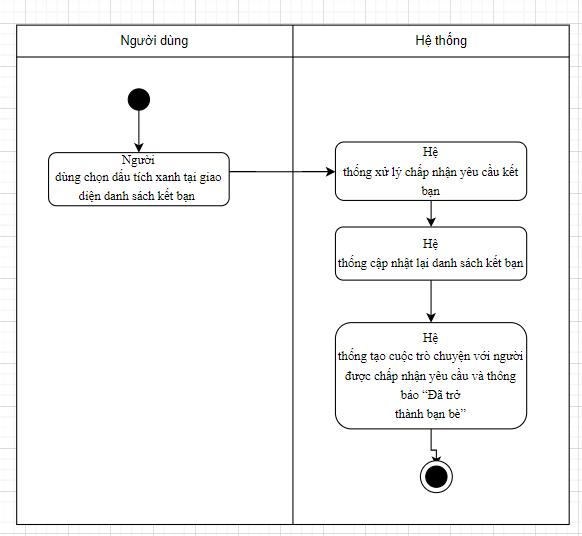 Người dùng
Hệ thống
Người
dùng chọn dấu tích xanh tại giao
diện danh sách kết bạn
Hệ
thống xử lý chấp nhận yêu cầu kết
bạn
Hệ
thống cập nhật lại danh sách kết bạn
Hệ
thống tạo cuộc trò chuyện với người
được chấp nhận yêu cầu và thông
báo “Đã trở
thành bạn bè”